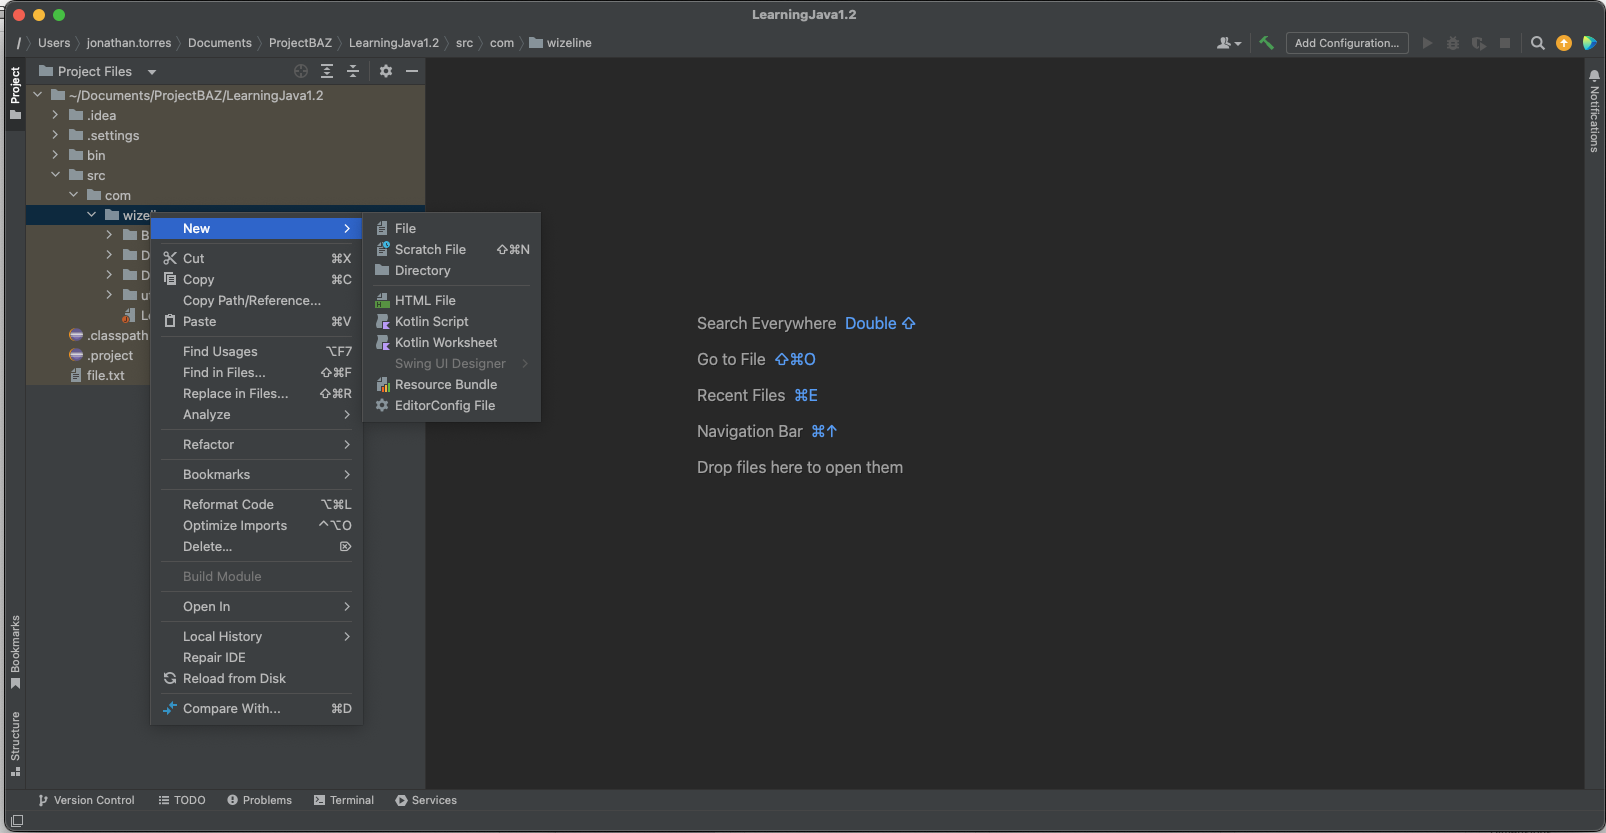 LearningJava1.2
/ Users jonathan.torres Documents ProjectBAZ LearningJava1.2 src com wizeline
Add Configuration...
Project
Project Files
~/Documents/ProjectBAZ/LearningJava1.2
.idea
.settings
bin
src
com
wizel
B
D
D
u
L
.classpath
.project
file.txt
New
Cut ⌘X
Copy ⌘C
Copy Path/Reference...
Paste ⌘V
Find Usages ⌥F7
Find in Files... ⇧⌘F
Replace in Files... ⇧⌘R
Analyze
Refactor
Bookmarks
Reformat Code ⌥⌘L
Optimize Imports ^⌥O
Delete... ⌦
Build Module
Open In
Local History
Repair IDE
Reload from Disk
Compare With... ⌘D
File
Scratch File ⇧⌘N
Directory
HTML File
Kotlin Script
Kotlin Worksheet
Swing UI Designer
Resource Bundle
EditorConfig File
Search Everywhere Double ⇧
Go to File ⇧⌘O
Recent Files ⌘E
Navigation Bar ⌘↑
Drop files here to open them
Notifications
Bookmarks
Structure
Version Control TODO Problems Terminal Services